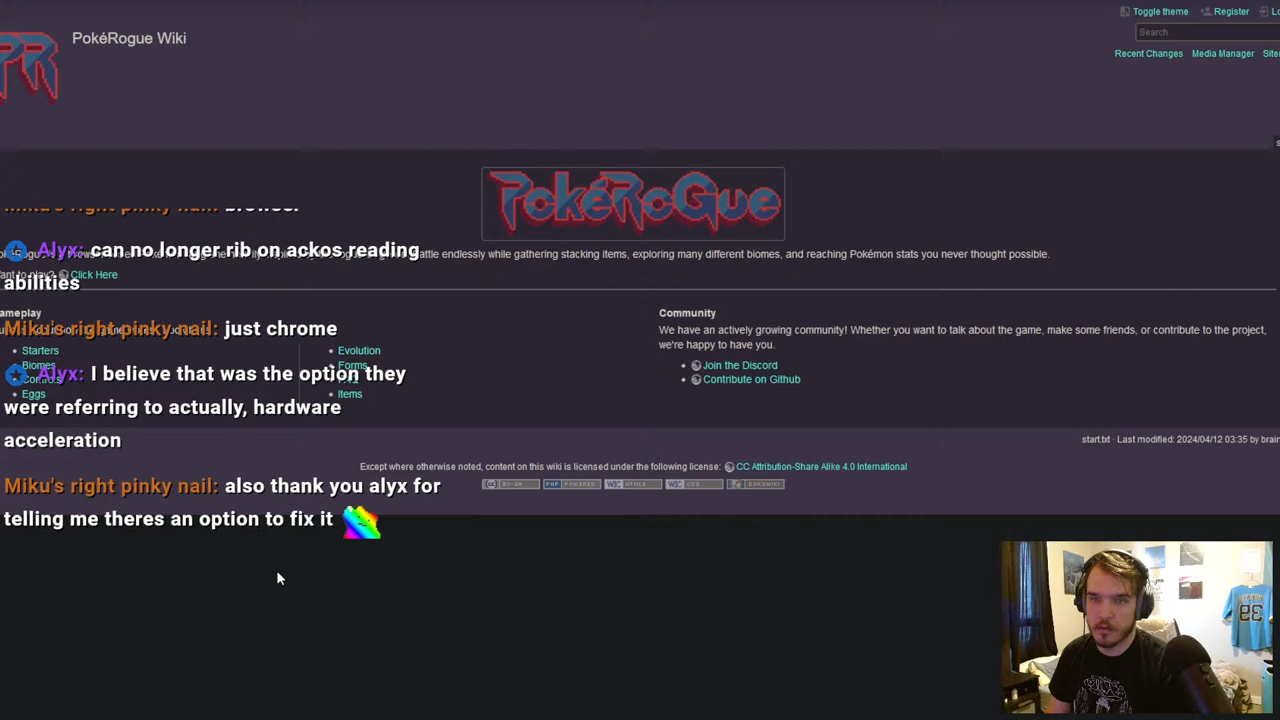 Toggle theme Register
PokéRogue Wiki
Search
Recent Changes Media Manager
PR
PokéRoGue
Alyx: can no longer rib on ackos reading
abilities
battle endlessly while gathering stacking items, exploring many different biomes, and reaching Pokémon stats you never thought possible.
Click Here
Miku's right pinky nail: just chrome
Starters
Biomes
Eggs
Evolution
Forms
Items
Alyx: I believe that was the option they
were referring to actually, hardware
acceleration
Miku's right pinky nail: also thank you alyx for
telling me theres an option to fix it
Community
We have an actively growing community! Whether you want to talk about the game, make some friends, or contribute to the project,
we're happy to have you.
Join the Discord
Contribute on Github
start.txt · Last modified: 2024/04/12 03:35 by
Except where otherwise noted, content on this wiki is licensed under the following license: CC Attribution-Share Alike 4.0 International